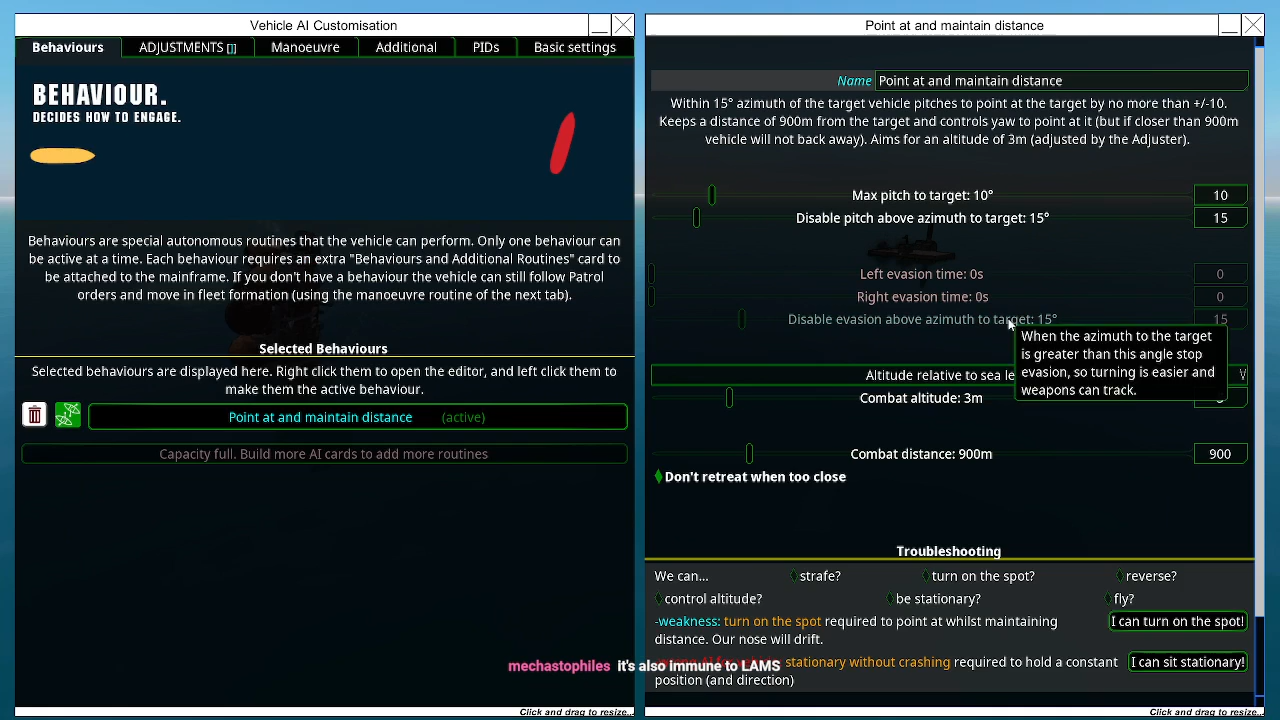 Vehicle AI Customisation
Behaviours
ADJUSTMENTS []
Manoeuvre
Additional
PIDs
Basic settings
BEHAVIOUR.
DECIDES HOW TO ENGAGE.
Behaviours are special autonomous routines that the vehicle can perform. Only one behaviour can
be active at a time. Each behaviour requires an extra "Behaviours and Additional Routines" card to
be attached to the mainframe. If you don't have a behaviour the vehicle can still follow Patrol
orders and move in fleet formation (using the manoeuvre routine of the next tab).
Selected Behaviours
Selected behaviours are displayed here. Right click them to open the editor, and left click them to
make them the active behaviour.
Point at and maintain distance (active)
Capacity full. Build more AI cards to add more routines
Click and drag to resize...
Point at and maintain distance
Name Point at and maintain distance
Within 15° azimuth of the target vehicle pitches to point at the target by no more than +/-10.
Keeps a distance of 900m from the target and controls yaw to point at it (but if closer than 900m
vehicle will not back away). Aims for an altitude of 3m (adjusted by the Adjuster).
Max pitch to target: 10° 10
Disable pitch above azimuth to target: 15° 15
Left evasion time: 0s 0
Right evasion time: 0s 0
Disable evasion above azimuth to target: 15° 15
When the azimuth to the target
is greater than this angle stop
evasion, so turning is easier and
weapons can track.
Altitude relative to sea le
Combat altitude: 3m
Combat distance: 900m 900
Don't retreat when too close
Troubleshooting
We can... strafe? turn on the spot? reverse?
control altitude? be stationary? fly?
-weakness: turn on the spot required to point at whilst maintaining
distance. Our nose will drift.
I can turn on the spot!
stationary without crashing required to hold a constant
position (and direction)
I can sit stationary!
mechastophiles it's also immune to LAMS
Click and drag to resize...